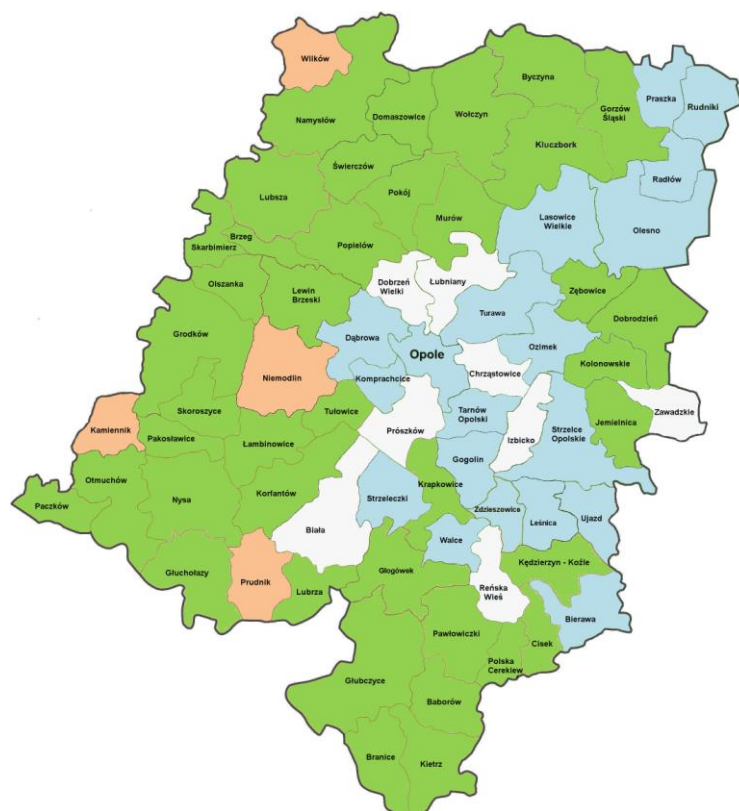 Wilków
Byczyna
Praszka
Rudniki
Gorzów
Śląski
Namysłów
Domaszowice
Wołczyn
Kluczbork
Radłów
Świerczów
Lubsza
Pokój
Lasowice
Wielkie
Olesno
Murów
Brzeg
Skarbimierz
Popielów
Olszanka
Lewin
Brzeski
Dobrzeń
Wielki
Łubniany
Zębowice
Turawa
Dobrodzień
Grodków
Dąbrowa
Ozimek
Opole
Kolonowskie
Niemodlin
Komprachcice
Chrząstowice
Skoroszyce
Tułowice
Tarnów
Opolski
Zawadzkie
Kamiennik
Pakosławice
Prószków
Izbicko
Strzelce
Opolskie
Jemielnica
Łambinowice
Gogolin
Otmuchów
Krapkowice
Paczków
Nysa
Korfantów
Strzeleczki
Zdzieszowice
Leśnica
Ujazd
Biała
Walce
Głuchołazy
Prudnik
Lubrza
Głogówek
Kędzierzyn - Koźle
Reńska
Wieś
Bierawa
Pawłowiczki
Cisek
Polska
Cerekiew
Głubczyce
Baborów
Branice
Kietrz